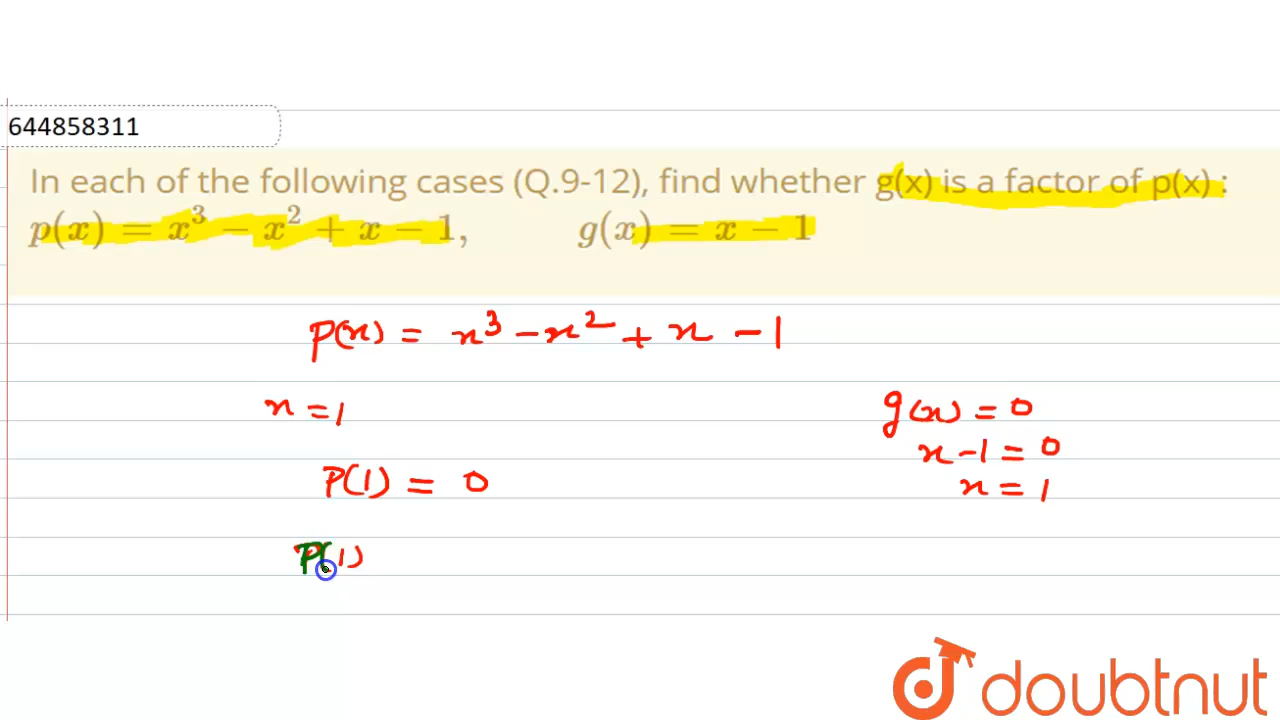 644858311
In each of the following cases (Q.9-12), find whether g(x) is a factor of p(x) :
p(x) = x³ − x² + x − 1, g(x) = x − 1
P(x) = x³ − x² + x − 1
x = 1
P(1) = 0
P(1)
g(x) = 0
x − 1 = 0
x = 1
doubtnut